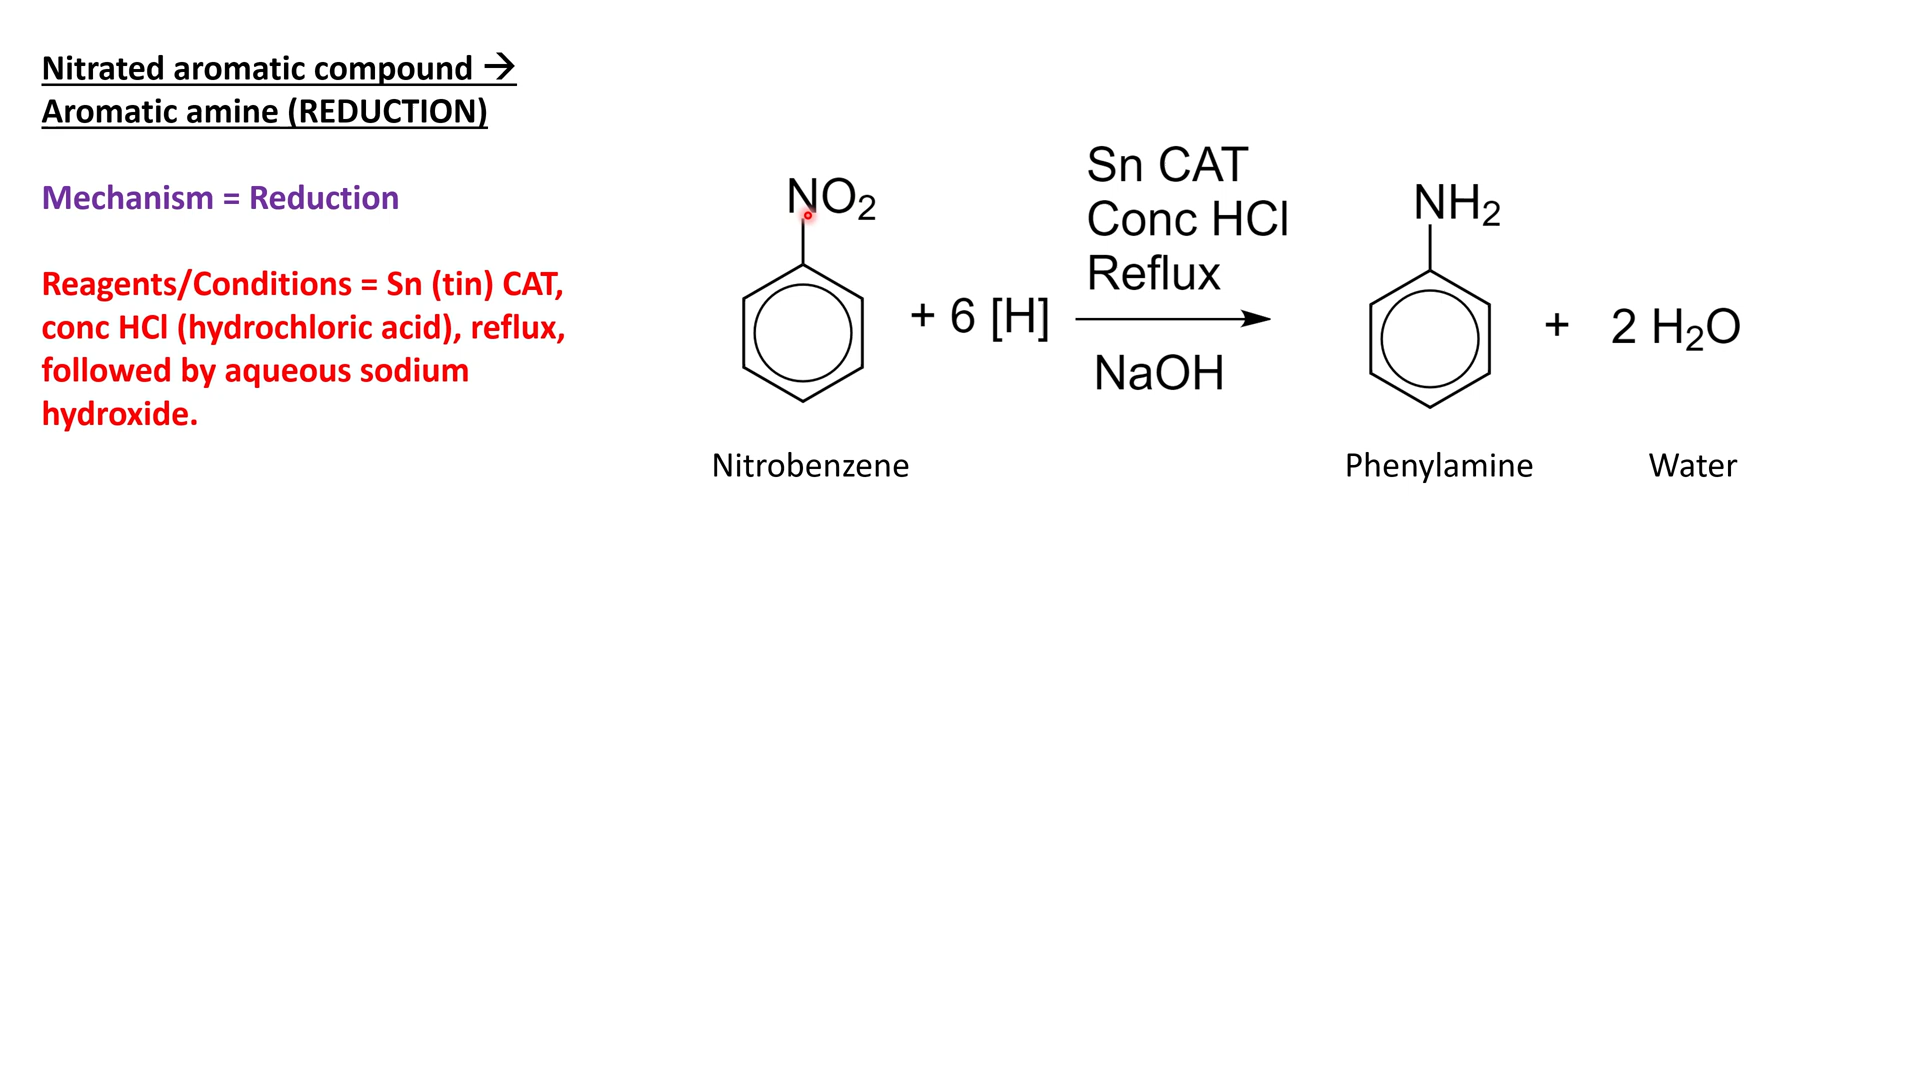 Nitrated aromatic compound →
Aromatic amine (REDUCTION)
Mechanism = Reduction
Reagents/Conditions = Sn (tin) CAT,
conc HCl (hydrochloric acid), reflux,
followed by aqueous sodium
hydroxide.
NO₂
+ 6 [H]
Sn CAT
Conc HCl
Reflux
NaOH
NH₂
+ 2 H₂O
Nitrobenzene
Phenylamine
Water